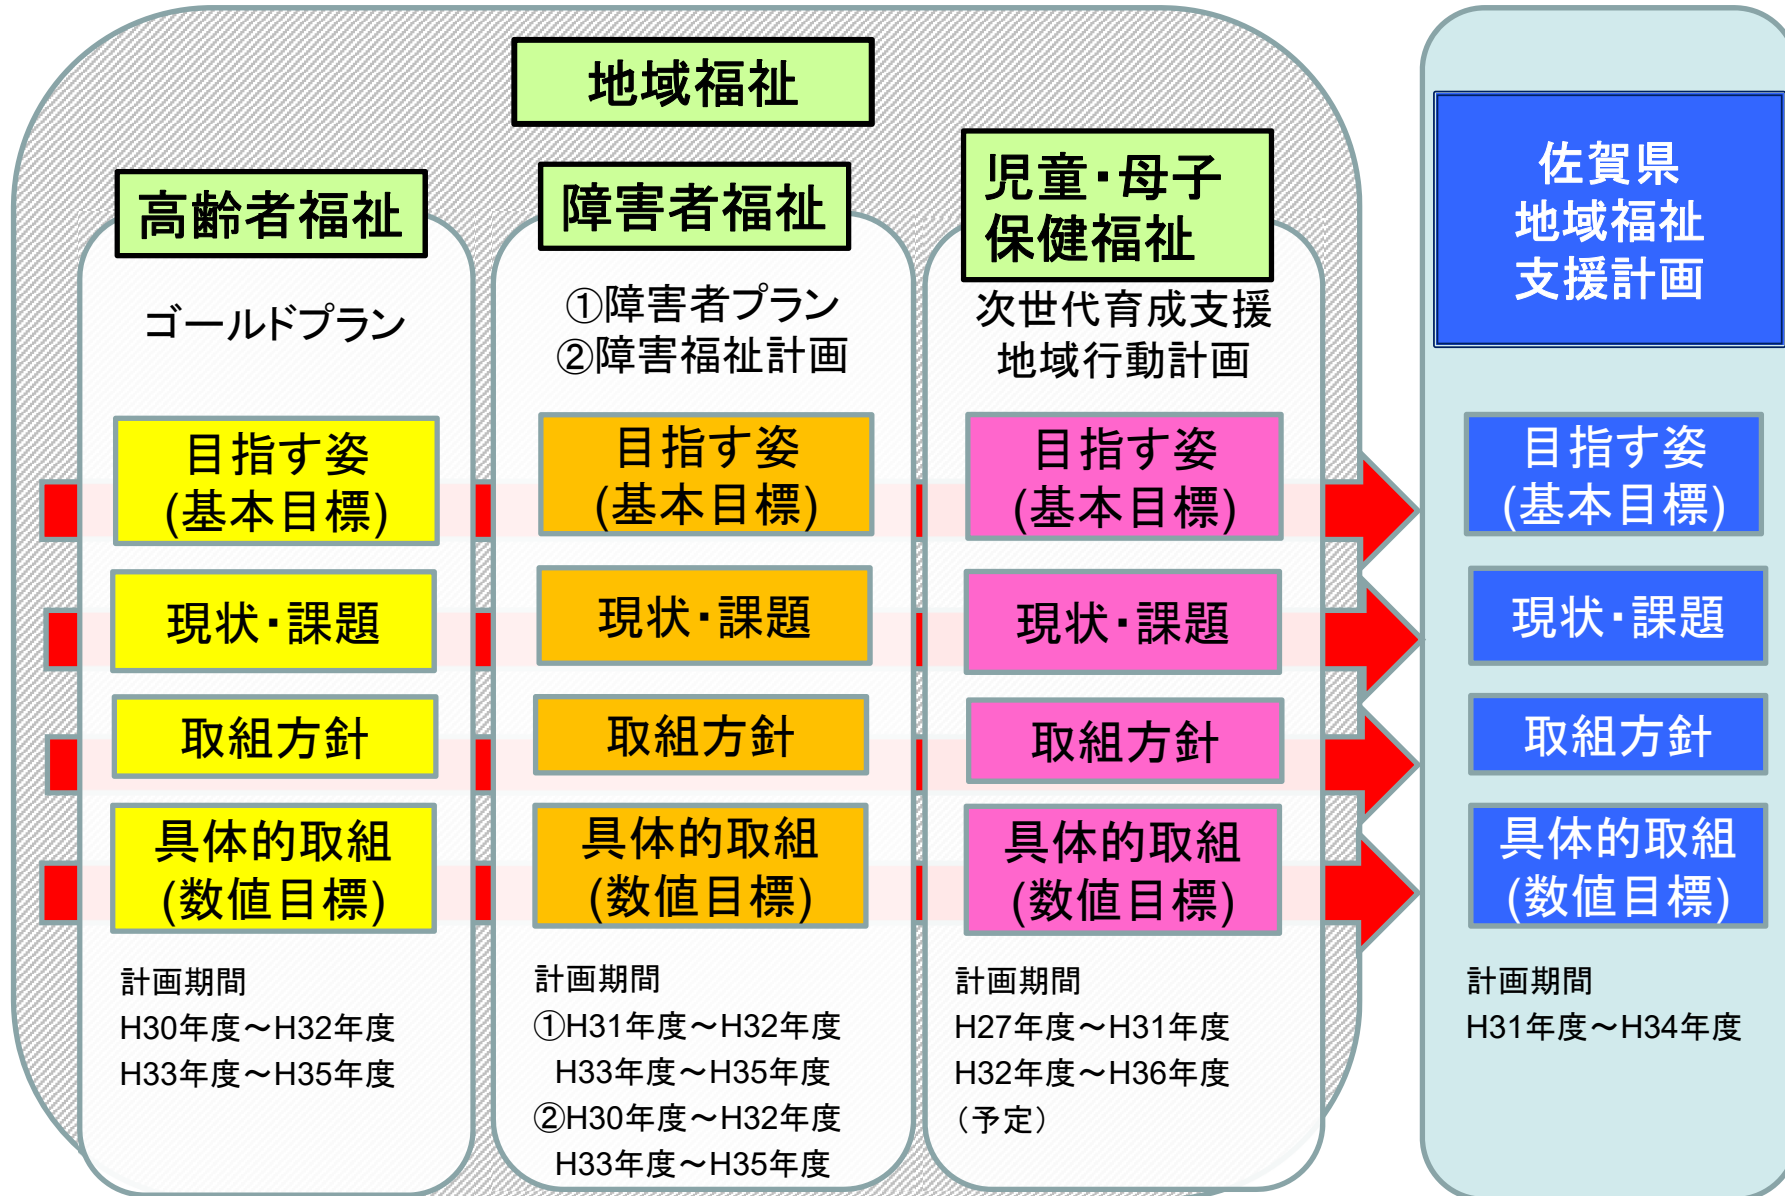 地域福祉
高齢者福祉
ゴールドプラン
目指す姿
(基本目標)
現状・課題
取組方針
具体的取組
(数値目標)
計画期間
H30年度～H32年度
H33年度～H35年度
障害者福祉
①障害者プラン
②障害福祉計画
目指す姿
(基本目標)
現状・課題
取組方針
具体的取組
(数値目標)
計画期間
①H31年度～H32年度
H33年度～H35年度
②H30年度～H32年度
H33年度～H35年度
児童・母子
保健福祉
次世代育成支援
地域行動計画
目指す姿
(基本目標)
現状・課題
取組方針
具体的取組
(数値目標)
計画期間
H27年度～H31年度
H32年度～H36年度
（予定）
佐賀県
地域福祉
支援計画
目指す姿
(基本目標)
現状・課題
取組方針
具体的取組
(数値目標)
計画期間
H31年度～H34年度